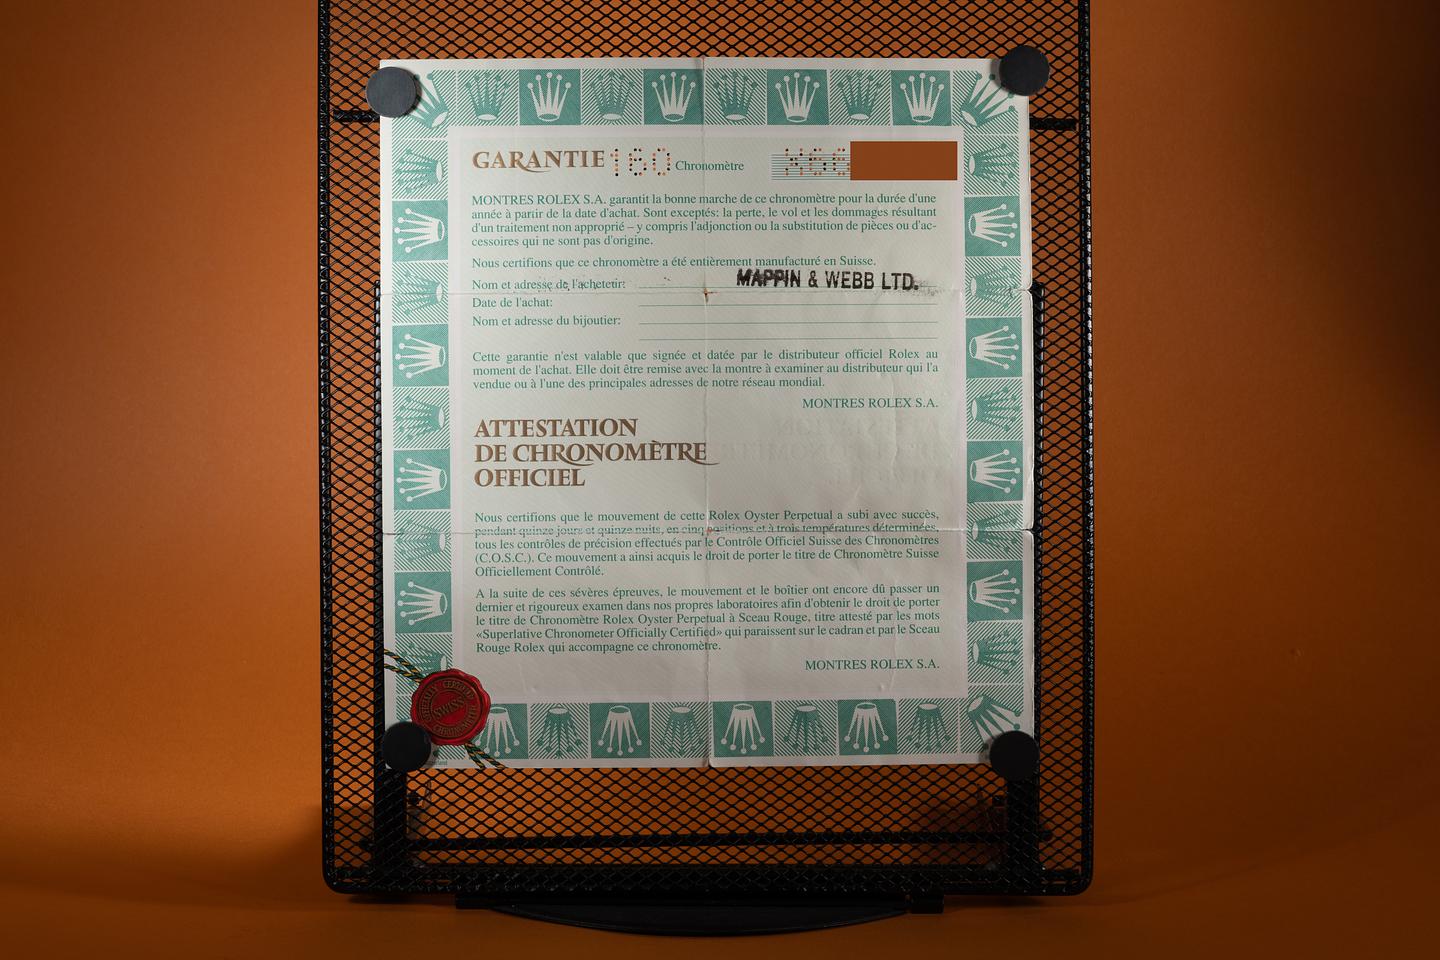 GARANTIE 160 Chronomètre
MONTRES ROLEX S.A. garantit la bonne marche de ce chronomètre pour la durée d'une
année à partir de la date d'achat. Sont exceptés: la perte, le vol et les dommages résultant
d'un traitement non approprié – y compris l'adjonction ou la substitution de pièces ou d'ac-
cessoires qui ne sont pas d'origine.
Nous certifions que ce chronomètre a été entièrement manufacturé en Suisse.
Nom et adresse de l'acheteur: MAPPIN & WEBB LTD.
Date de l'achat:
Nom et adresse du bijoutier:
Cette garantie n'est valable que signée et datée par le distributeur officiel Rolex au
moment de l'achat. Elle doit être remise avec la montre à examiner au distributeur qui l'a
vendue ou à l'une des principales adresses de notre réseau mondial.
MONTRES ROLEX S.A.
ATTESTATION
DE CHRONOMÈTRE
OFFICIEL
Nous certifions que le mouvement de cette Rolex Oyster Perpetual a subi avec succès,
pendant quinze jours et quinze nuits, en cinq positions et à trois températures déterminées,
tous les contrôles de précision effectués par le Contrôle Officiel Suisse des Chronomètres
(C.O.S.C.). Ce mouvement a ainsi acquis le droit de porter le titre de Chronomètre Suisse
Officiellement Contrôlé.
A la suite de ces sévères épreuves, le mouvement et le boîtier ont encore dû passer un
dernier et rigoureux examen dans nos propres laboratoires afin d'obtenir le droit de porter
le titre de Chronomètre Rolex Oyster Perpetual à Sceau Rouge, titre attesté par les mots
«Superlative Chronometer Officially Certified» qui paraissent sur le cadran et par le Sceau
Rouge Rolex qui accompagne ce chronomètre.
MONTRES ROLEX S.A.
SWISS